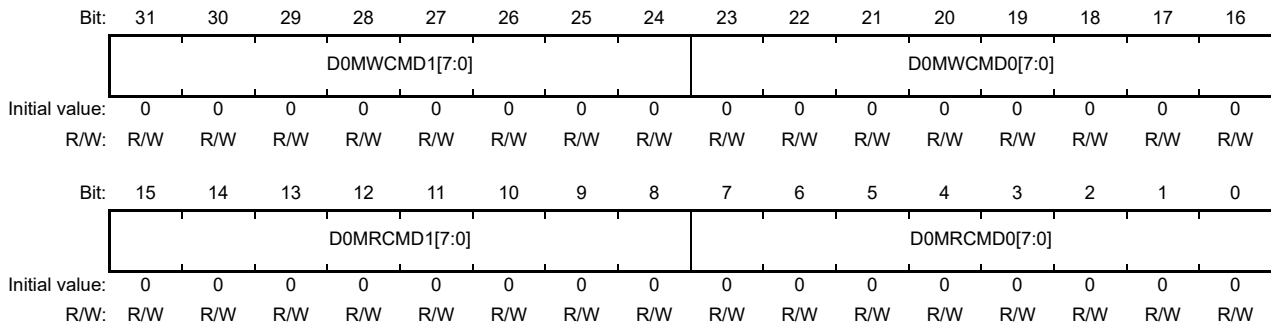 Bit: 31 30 29 28 27 26 25 24 23 22 21 20 19 18 17 16
D0MWCMD1[7:0] D0MWCMD0[7:0]
Initial value: 0 0 0 0 0 0 0 0 0 0 0 0 0 0 0 0
R/W: R/W R/W R/W R/W R/W R/W R/W R/W R/W R/W R/W R/W R/W R/W R/W R/W
Bit: 15 14 13 12 11 10 9 8 7 6 5 4 3 2 1 0
D0MRCMD1[7:0] D0MRCMD0[7:0]
Initial value: 0 0 0 0 0 0 0 0 0 0 0 0 0 0 0 0
R/W: R/W R/W R/W R/W R/W R/W R/W R/W R/W R/W R/W R/W R/W R/W R/W R/W